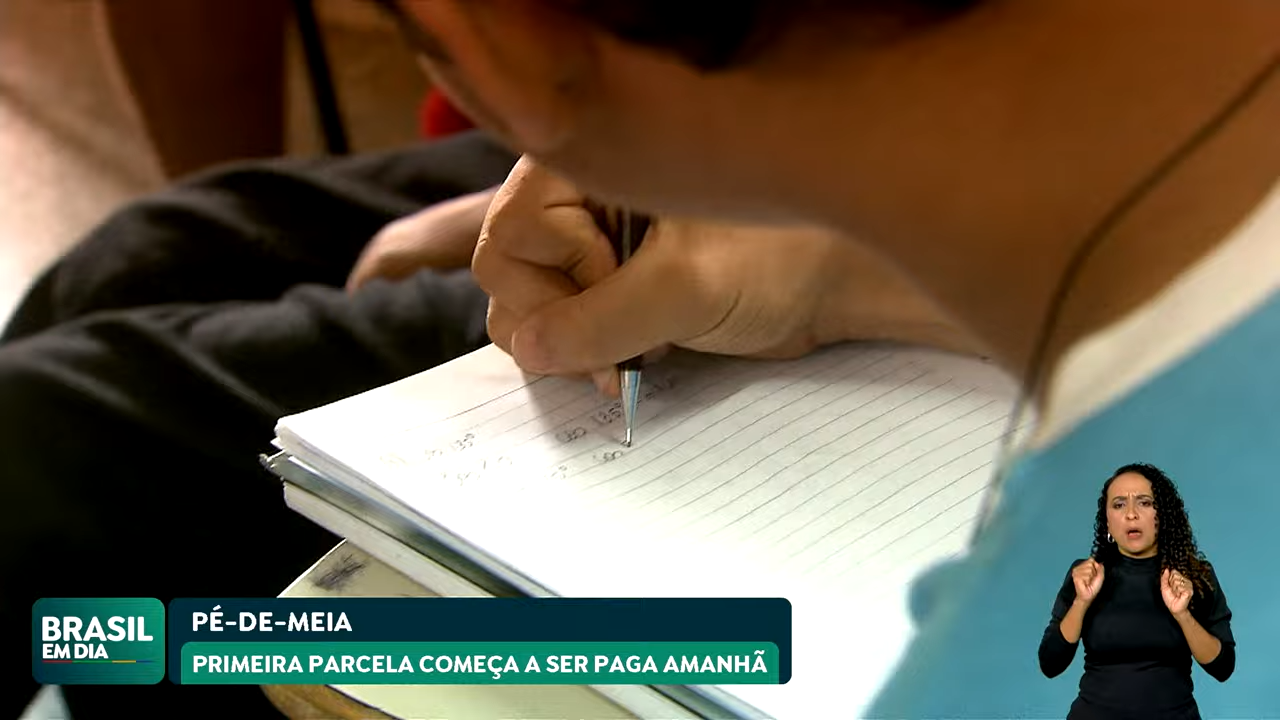 PÉ-DE-MEIA
BRASIL
EM DIA
PRIMEIRA PARCELA COMEÇA A SER PAGA AMANHÃ